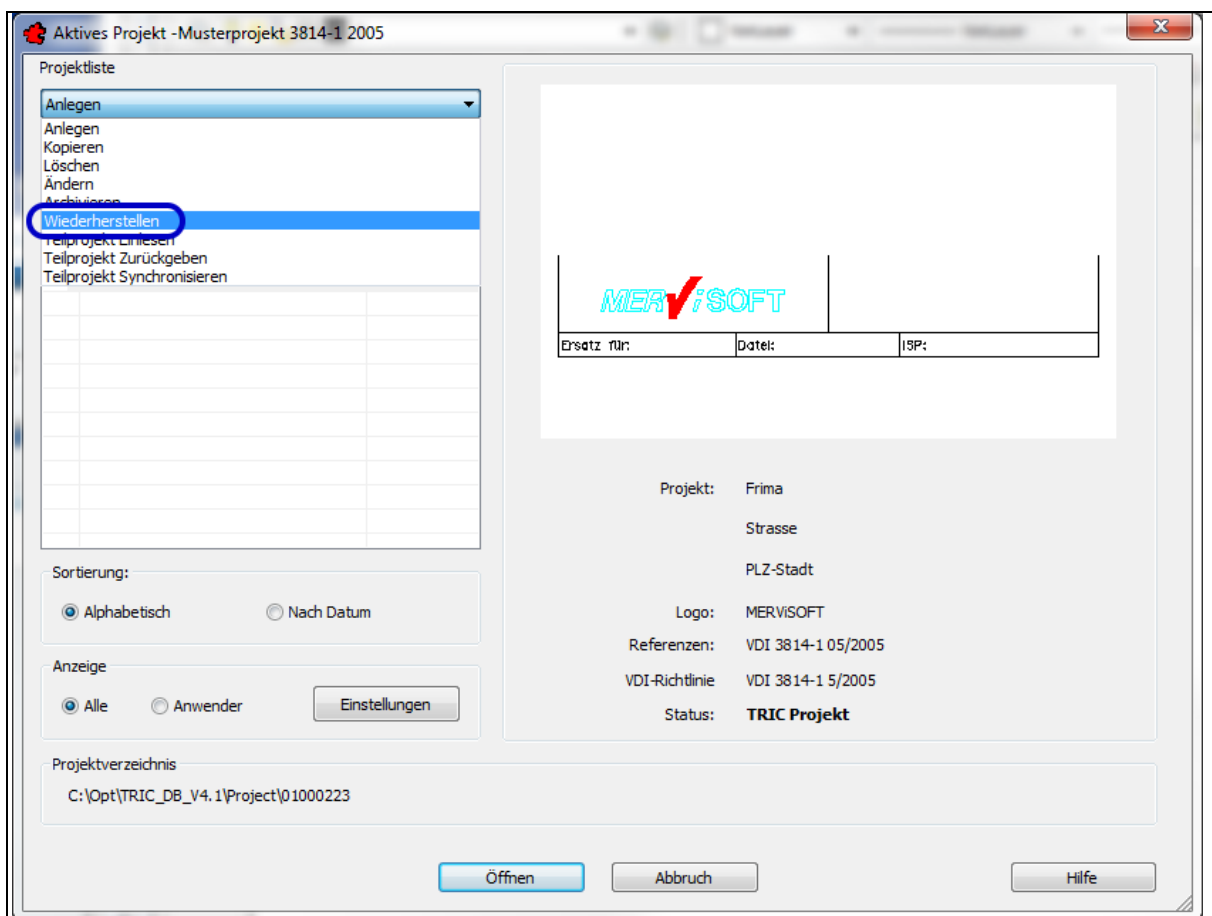 Aktives Projekt -Musterprojekt 3814-1 2005
Projektliste
Anlegen
Anlegen
Kopieren
Löschen
Ändern
Archivieren
Wiederherstellen
Teilprojekt Einlesen
Teilprojekt Zurückgeben
Teilprojekt Synchronisieren
Sortierung:
Alphabetisch
Nach Datum
Anzeige
Alle
Anwender
Einstellungen
MERViSOFT
Ersatz für:
Datei:
ISP:
Projekt: Frima
Strasse
PLZ-Stadt
Logo: MERViSOFT
Referenzen: VDI 3814-1 05/2005
VDI-Richtlinie VDI 3814-1 5/2005
Status: TRIC Projekt
Projektverzeichnis
C:\Opt\TRIC_DB_V4.1\Project\01000223
Öffnen
Abbruch
Hilfe